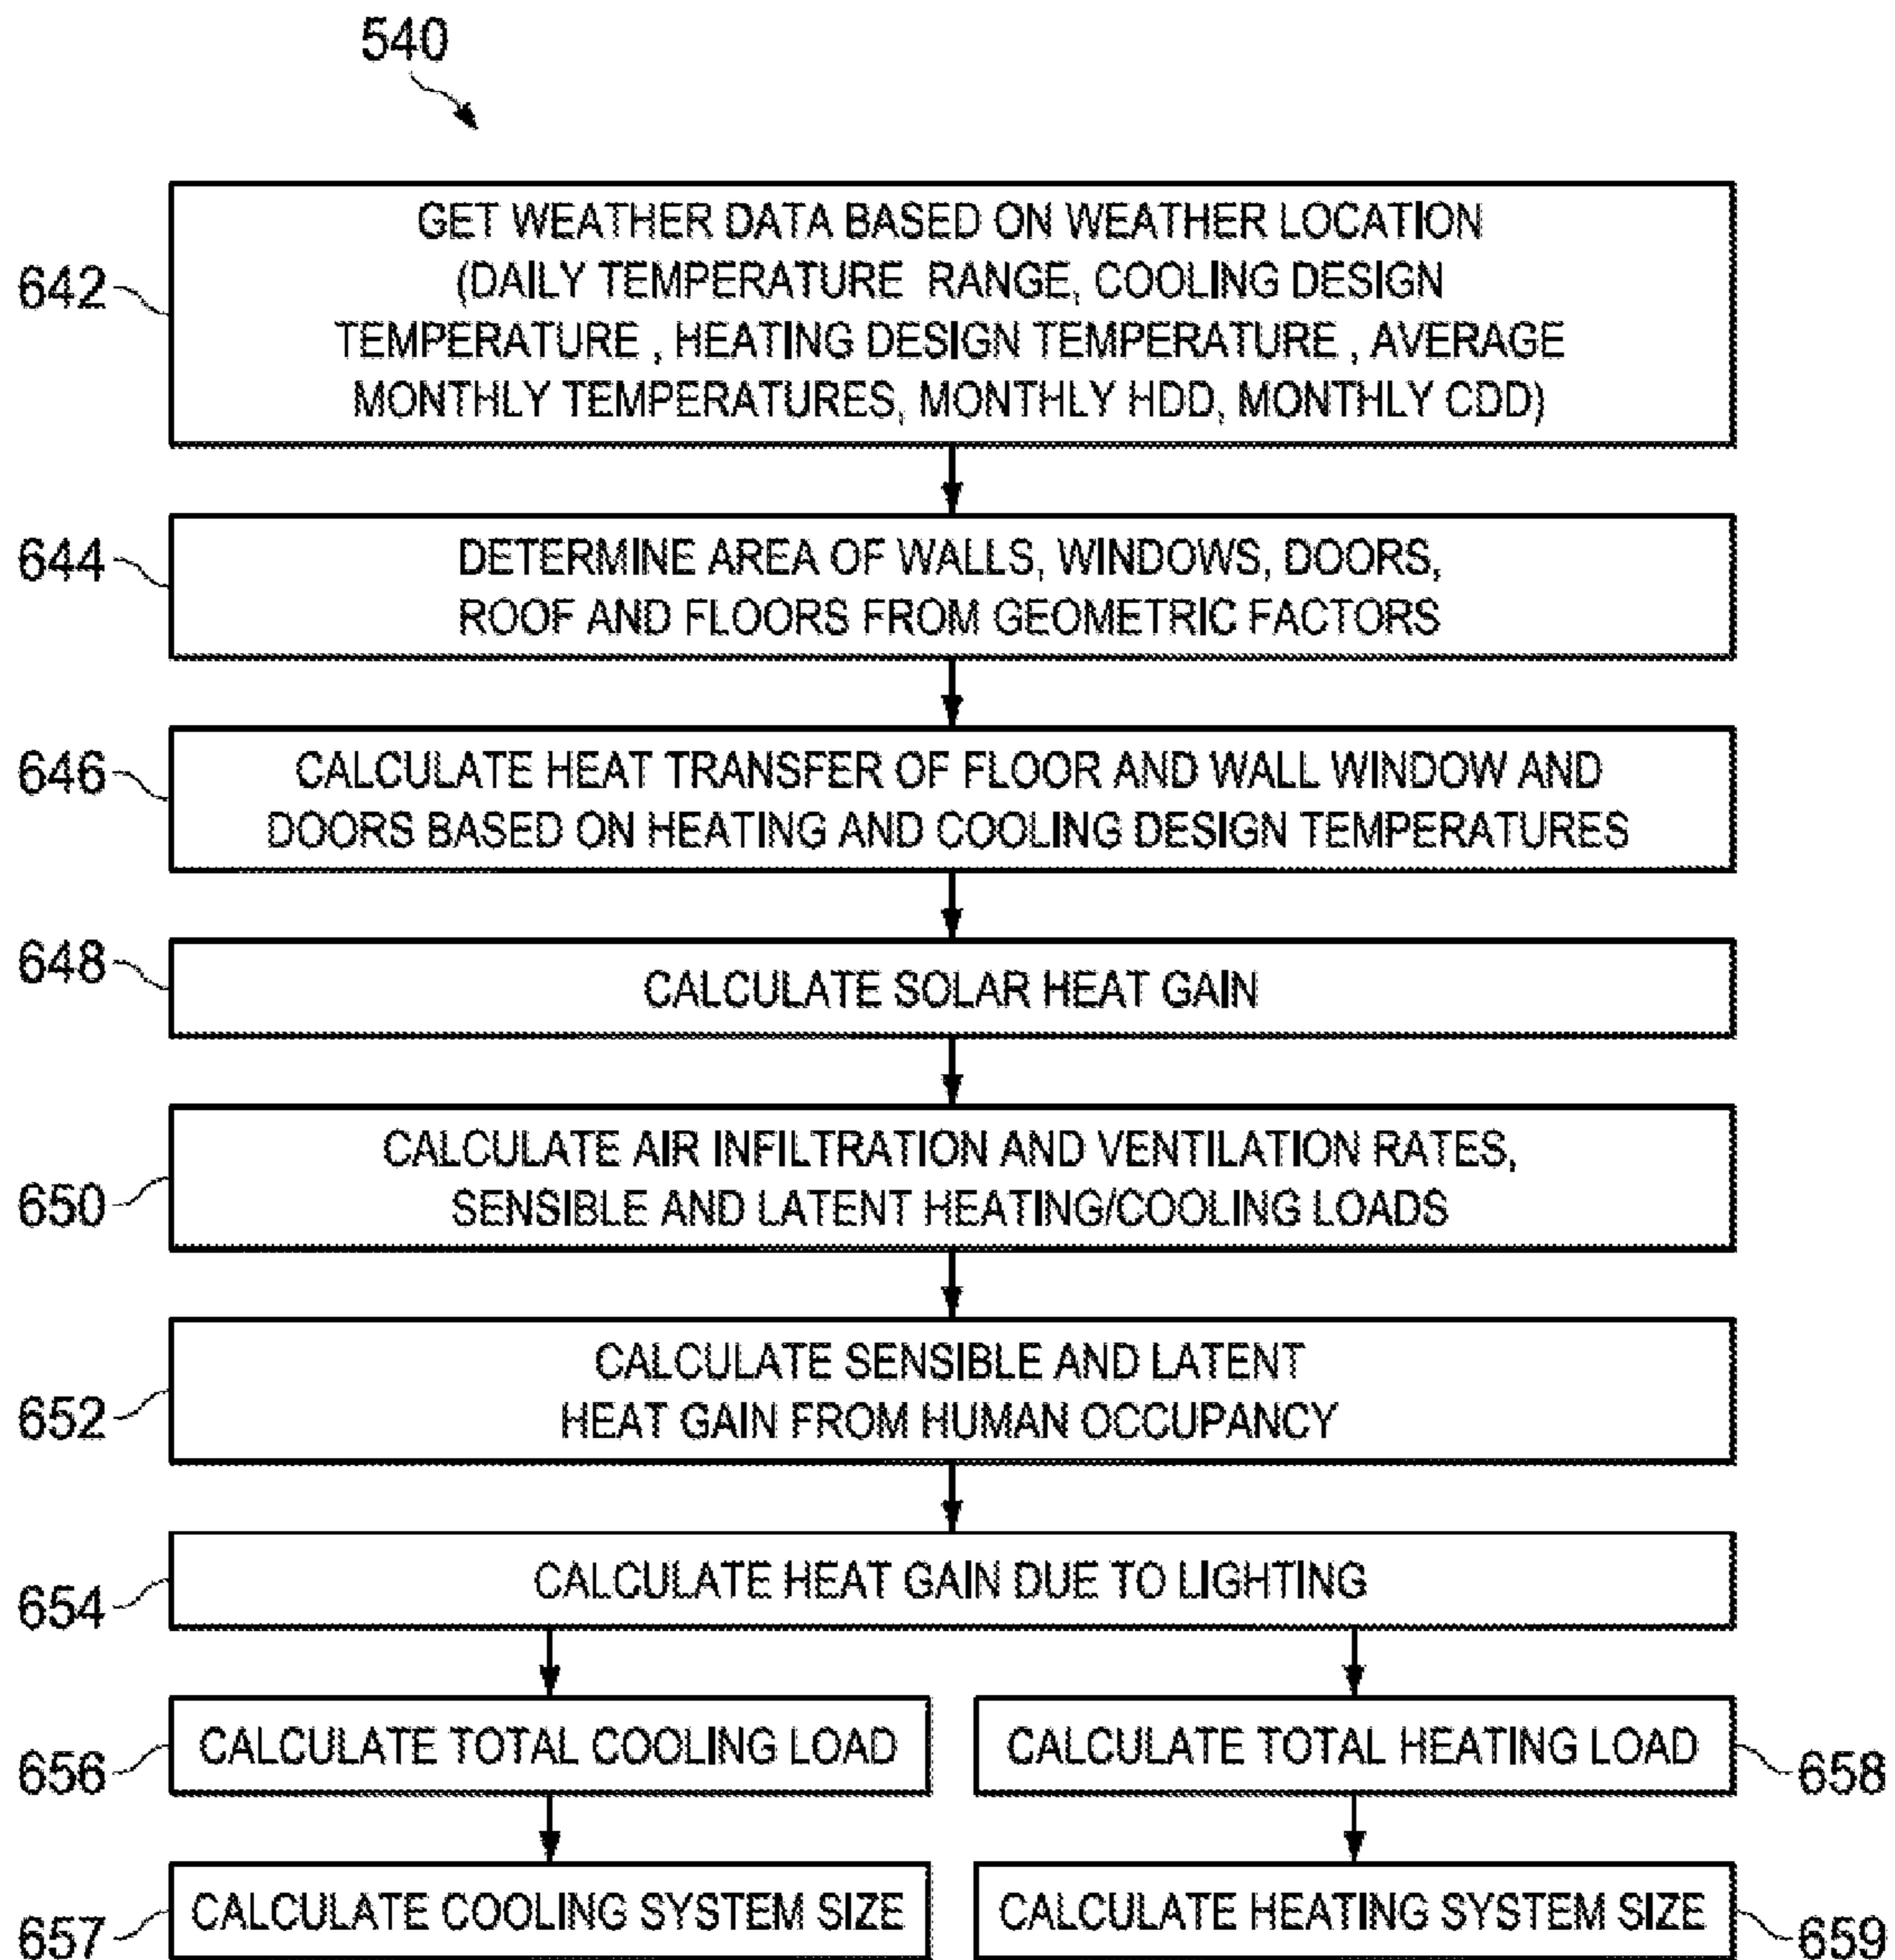 540
642
GET WEATHER DATA BASED ON WEATHER LOCATION
(DAILY TEMPERATURE RANGE, COOLING DESIGN
TEMPERATURE , HEATING DESIGN TEMPERATURE , AVERAGE
MONTHLY TEMPERATURES, MONTHLY HDD, MONTHLY CDD)
644
DETERMINE AREA OF WALLS, WINDOWS, DOORS,
ROOF AND FLOORS FROM GEOMETRIC FACTORS
646
CALCULATE HEAT TRANSFER OF FLOOR AND WALL WINDOW AND
DOORS BASED ON HEATING AND COOLING DESIGN TEMPERATURES
648
CALCULATE SOLAR HEAT GAIN
650
CALCULATE AIR INFILTRATION AND VENTILATION RATES,
SENSIBLE AND LATENT HEATING/COOLING LOADS
652
CALCULATE SENSIBLE AND LATENT
HEAT GAIN FROM HUMAN OCCUPANCY
654
CALCULATE HEAT GAIN DUE TO LIGHTING
656
CALCULATE TOTAL COOLING LOAD
CALCULATE TOTAL HEATING LOAD
658
657
CALCULATE COOLING SYSTEM SIZE
CALCULATE HEATING SYSTEM SIZE
659